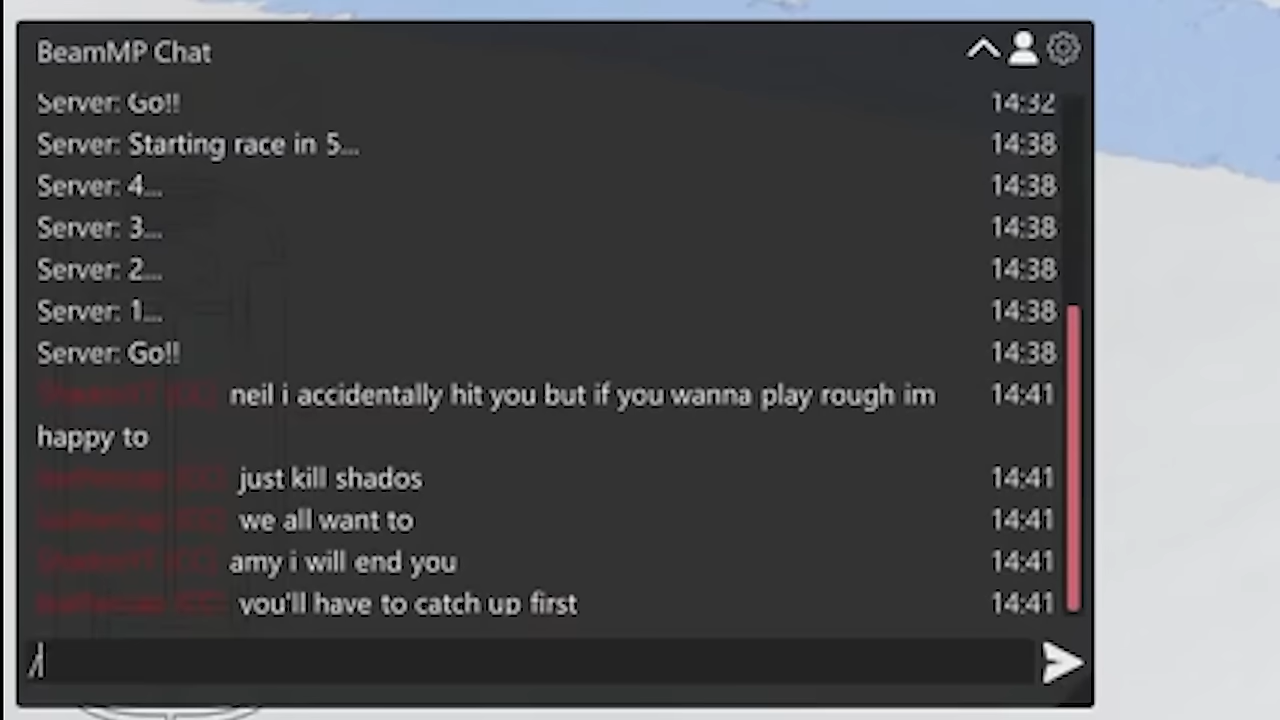 BeamMP Chat
Server: Go!! 14:32
Server: Starting race in 5... 14:38
Server: 4... 14:38
Server: 3... 14:38
Server: 2... 14:38
Server: 1... 14:38
Server: Go!! 14:38
neil i accidentally hit you but if you wanna play rough im 14:41
happy to
just kill shados 14:41
we all want to 14:41
amy i will end you 14:41
you'll have to catch up first 14:41
/